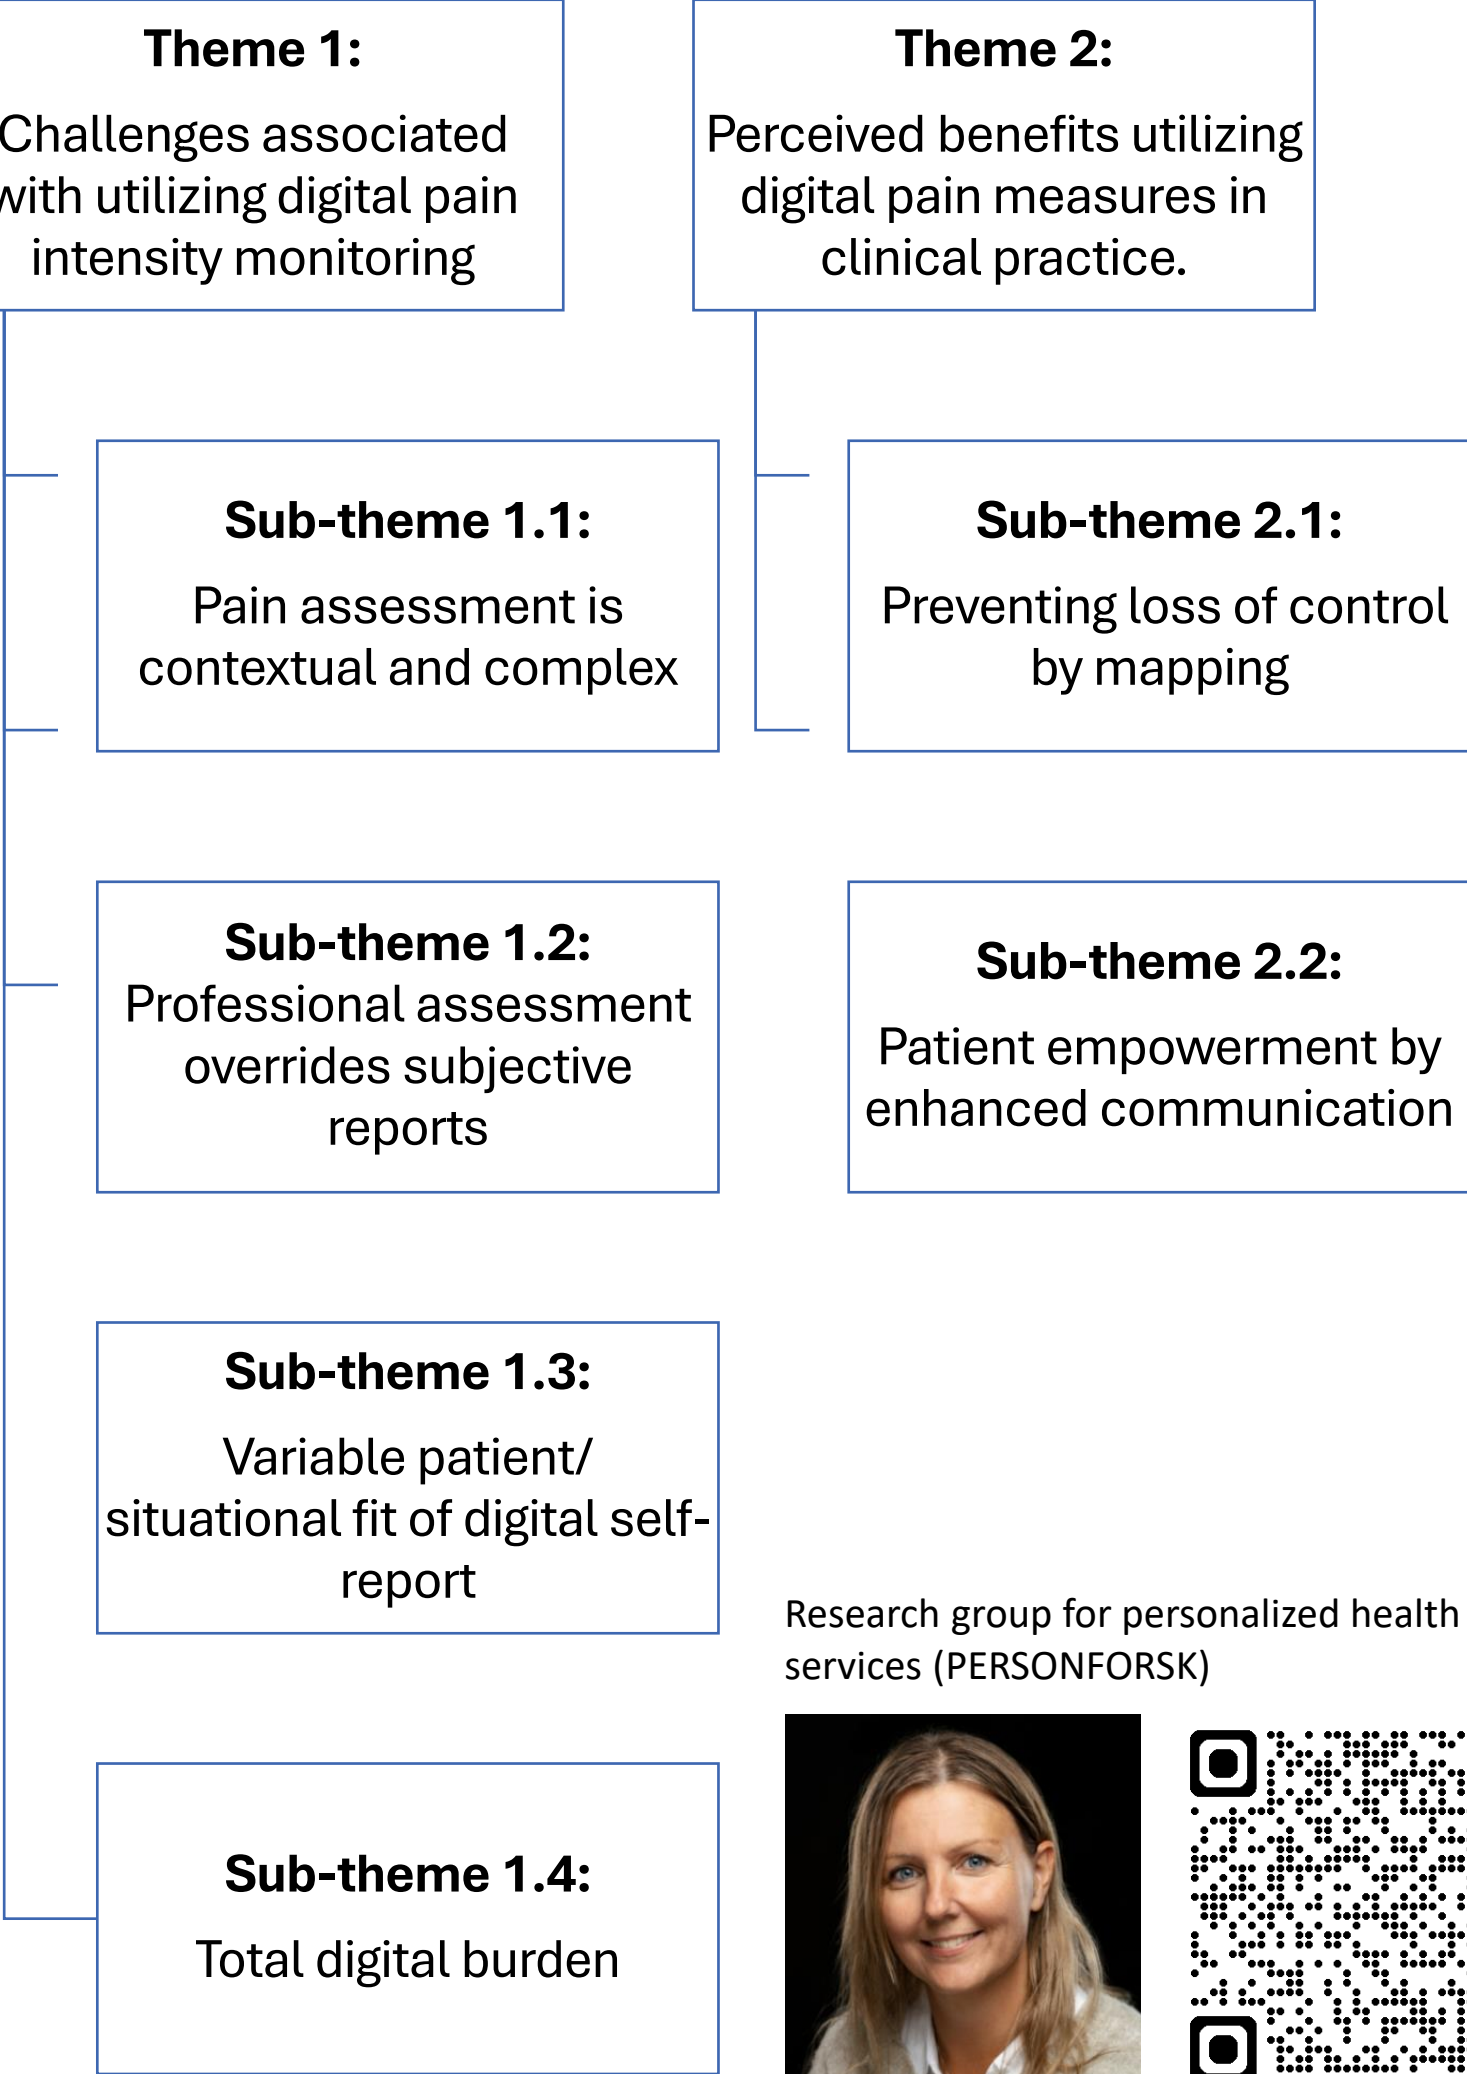 Theme 1:
Challenges associated
with utilizing digital pain
intensity monitoring
Theme 2:
Perceived benefits utilizing
digital pain measures in
clinical practice.
Sub-theme 1.1:
Pain assessment is
contextual and complex
Sub-theme 2.1:
Preventing loss of control
by mapping
Sub-theme 1.2:
Professional assessment
overrides subjective
reports
Sub-theme 2.2:
Patient empowerment by
enhanced communication
Sub-theme 1.3:
Variable patient/
situational fit of digital self-
report
Sub-theme 1.4:
Total digital burden
Research group for personalized health
services (PERSONFORSK)